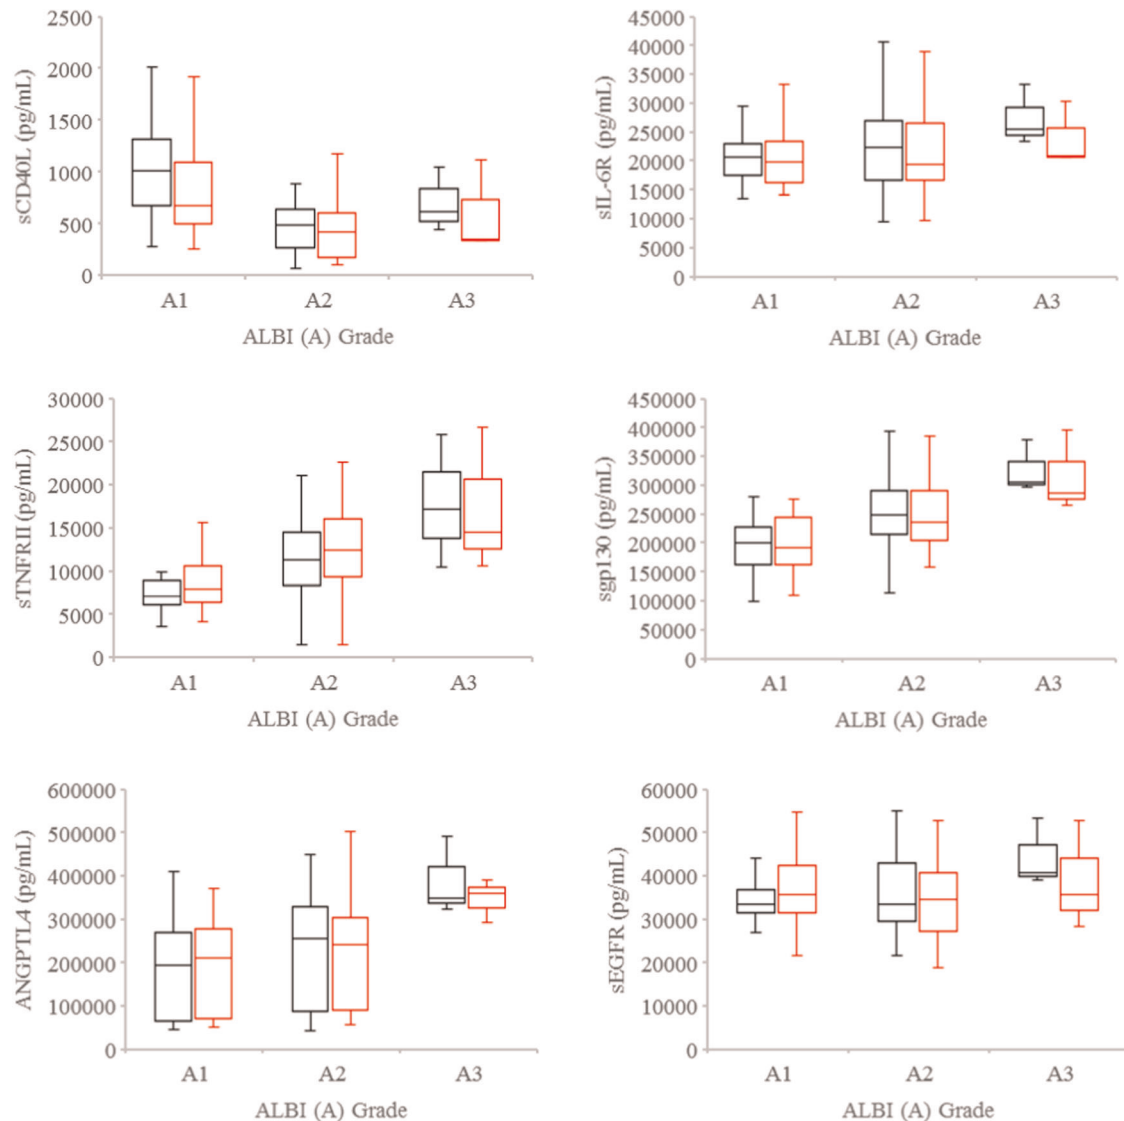 sCD40L (pg/mL)
2500
2000
1500
1000
500
0
A1 A2 A3
ALBI (A) Grade
sIL-6R (pg/mL)
45000
40000
35000
30000
25000
20000
15000
10000
5000
0
A1 A2 A3
ALBI (A) Grade
sTNFRII (pg/mL)
30000
25000
20000
15000
10000
5000
0
A1 A2 A3
ALBI (A) Grade
sgp130 (pg/mL)
450000
400000
350000
300000
250000
200000
150000
100000
50000
0
A1 A2 A3
ALBI (A) Grade
ANGPTL4 (pg/mL)
600000
500000
400000
300000
200000
100000
0
A1 A2 A3
ALBI (A) Grade
sEGFR (pg/mL)
60000
50000
40000
30000
20000
10000
0
A1 A2 A3
ALBI (A) Grade